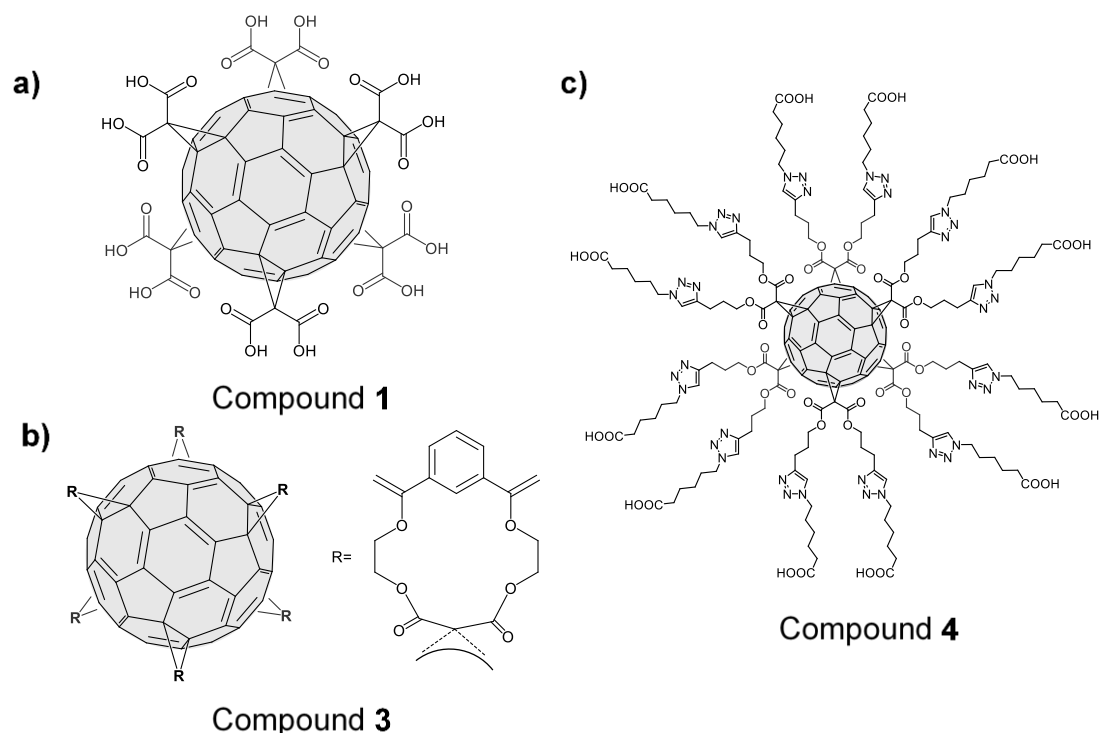 a)
OH OH
O O
HO O O OH
HO OH
O O
O O
HO OH
HO O O OH
O O
OH OH
Compound 1
b)
R
R R
R R
R
R=
O O
O O
O O
Compound 3
c)
COOH COOH
COOH
HOOC
N N N N N N
N N N
N N N
O O
O O O O
HOOC
COOH
N N N
N N N
O O O O
O O
O O
O O
O O
O O
N N N
N N N
HOOC
COOH
O O
O O
N N N
N N N
HOOC
COOH
N N N N N N
HOOC HOOC
Compound 4